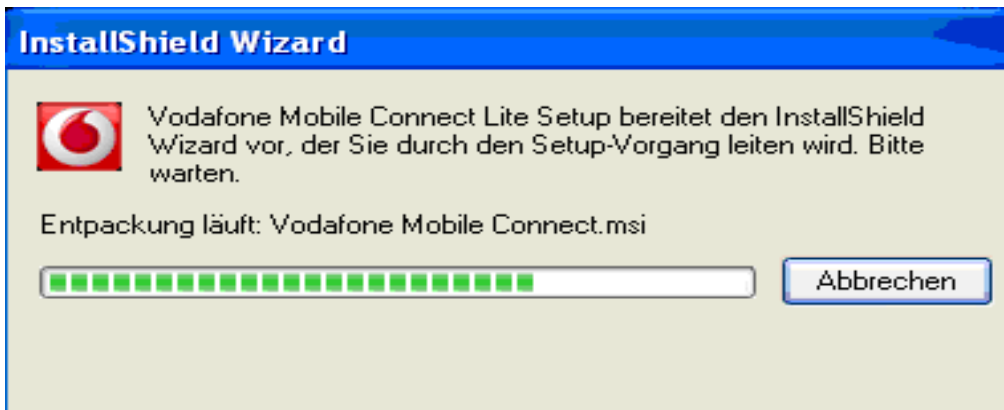 InstallShield Wizard
Vodafone Mobile Connect Lite Setup bereitet den InstallShield
Wizard vor, der Sie durch den Setup-Vorgang leiten wird. Bitte
warten.
Entpackung läuft: Vodafone Mobile Connect.msi
Abbrechen